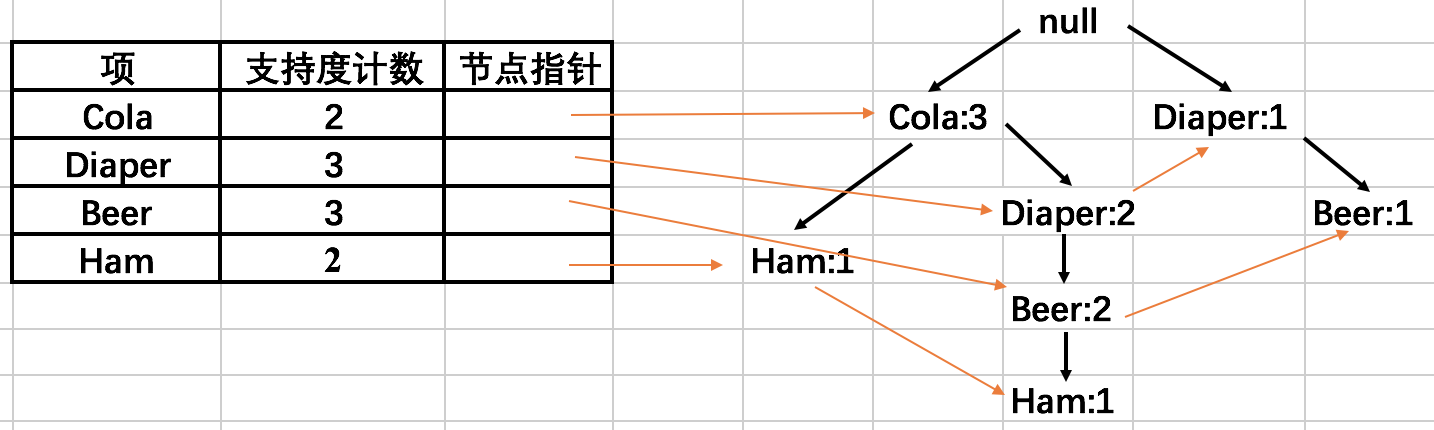 项 支持度计数 节点指针
Cola 2
Diaper 3
Beer 3
Ham 2
null
Cola:3 Diaper:1
Diaper:2 Beer:1
Ham:1
Beer:2
Ham:1